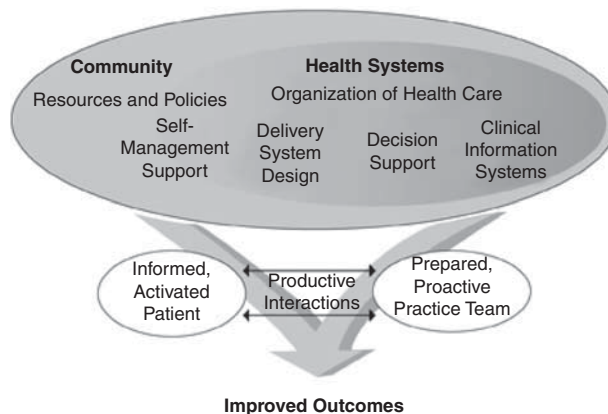 Community
Resources and Policies
Health Systems
Organization of Health Care
Self-
Management
Support
Delivery
System
Design
Decision
Support
Clinical
Information
Systems
Informed,
Activated
Patient
Productive
Interactions
Prepared,
Proactive
Practice Team
Improved Outcomes